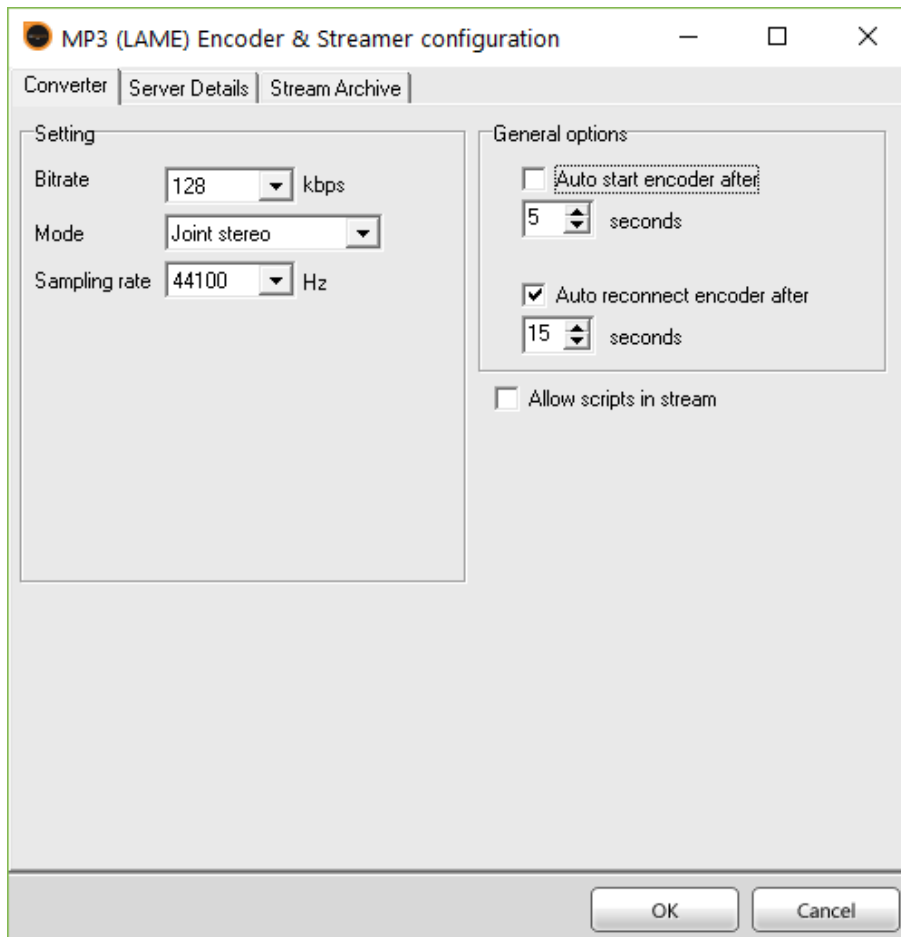 MP3 (LAME) Encoder & Streamer configuration
Converter Server Details Stream Archive
Setting
Bitrate 128 kbps
Mode Joint stereo
Sampling rate 44100 Hz
General options
Auto start encoder after
5 seconds
Auto reconnect encoder after
15 seconds
Allow scripts in stream
OK Cancel